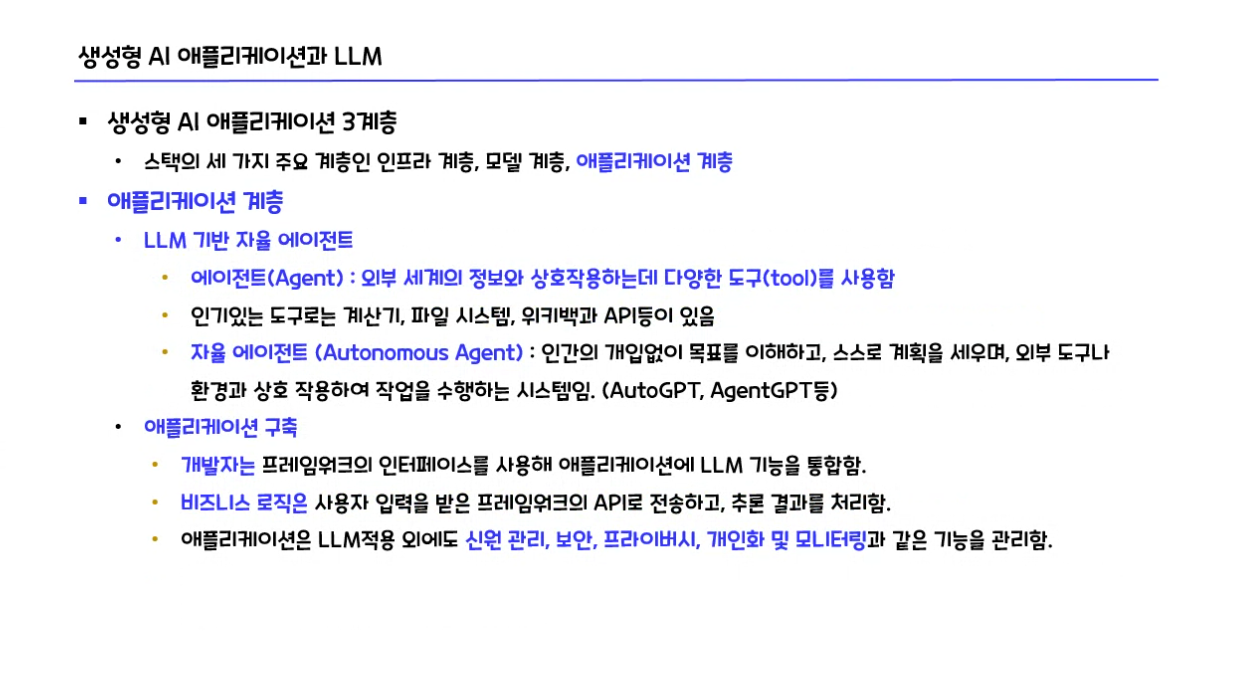 생성형 AI 애플리케이션과 LLM
▪ 생성형 AI 애플리케이션 3계층
• 스택의 세 가지 주요 계층인 인프라 계층, 모델 계층, 애플리케이션 계층
▪ 애플리케이션 계층
• LLM 기반 자율 에이전트
• 에이전트(Agent) : 외부 세계의 정보와 상호작용하는데 다양한 도구(tool)를 사용함
• 인기있는 도구로는 계산기, 파일 시스템, 위키백과 API등이 있음
• 자율 에이전트 (Autonomous Agent) : 인간의 개입없이 목표를 이해하고, 스스로 계획을 세우며, 외부 도구나
환경과 상호 작용하여 작업을 수행하는 시스템임. (AutoGPT, AgentGPT등)
• 애플리케이션 구축
• 개발자는 프레임워크의 인터페이스를 사용해 애플리케이션에 LLM 기능을 통합함.
• 비즈니스 로직은 사용자 입력을 받은 프레임워크의 API로 전송하고, 추론 결과를 처리함.
• 애플리케이션은 LLM적용 외에도 신원 관리, 보안, 프라이버시, 개인화 및 모니터링과 같은 기능을 관리함.